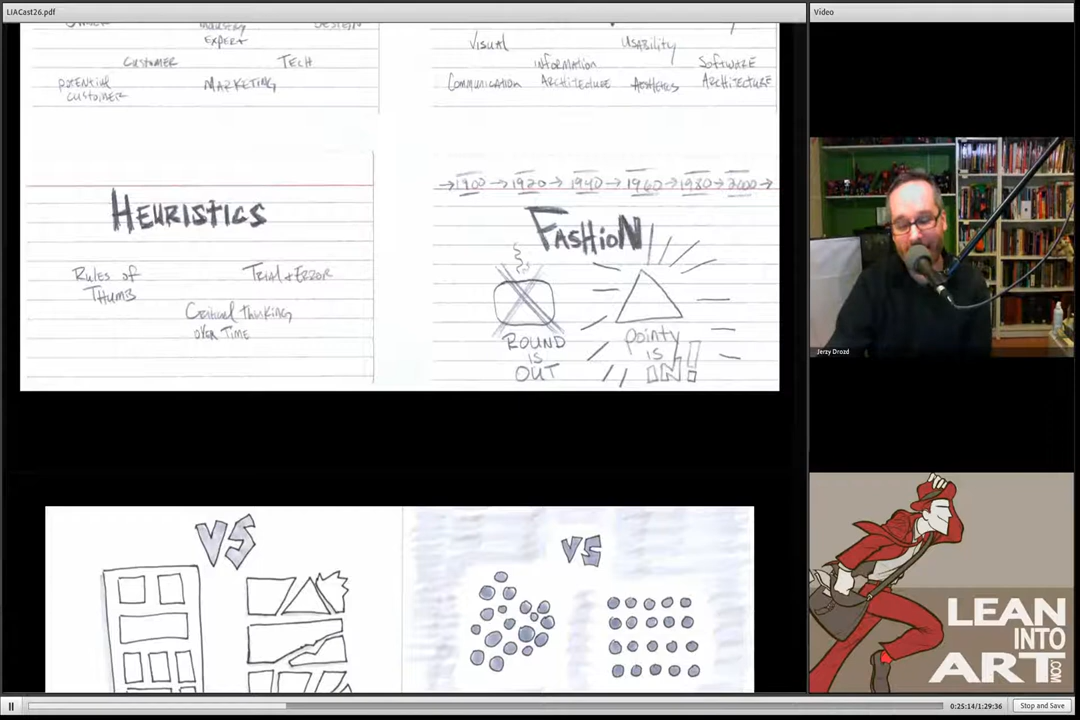 LIACast26.pdf
Video
EXPERT
CUSTOMER
TECH
POTENTIAL
CUSTOMER
MARKETING
VISUAL
USABILITY
INFORMATION
SOFTWARE
COMMUNICATION
ARCHITECTURE
AESTHETICS
ARCHITECTURE
HEURISTICS
RULES OF
THUMB
TRIAL + ERROR
CRITICAL THINKING
OVER TIME
→1900→1920→1940→1960→1980→2000→
FASHION
ROUND
IS
OUT
POINTY
IS
IN!
Jerzy Drozd
VS
VS
LEAN
INTO
ART.COM
0:25:14/1:29:36
Stop and Save